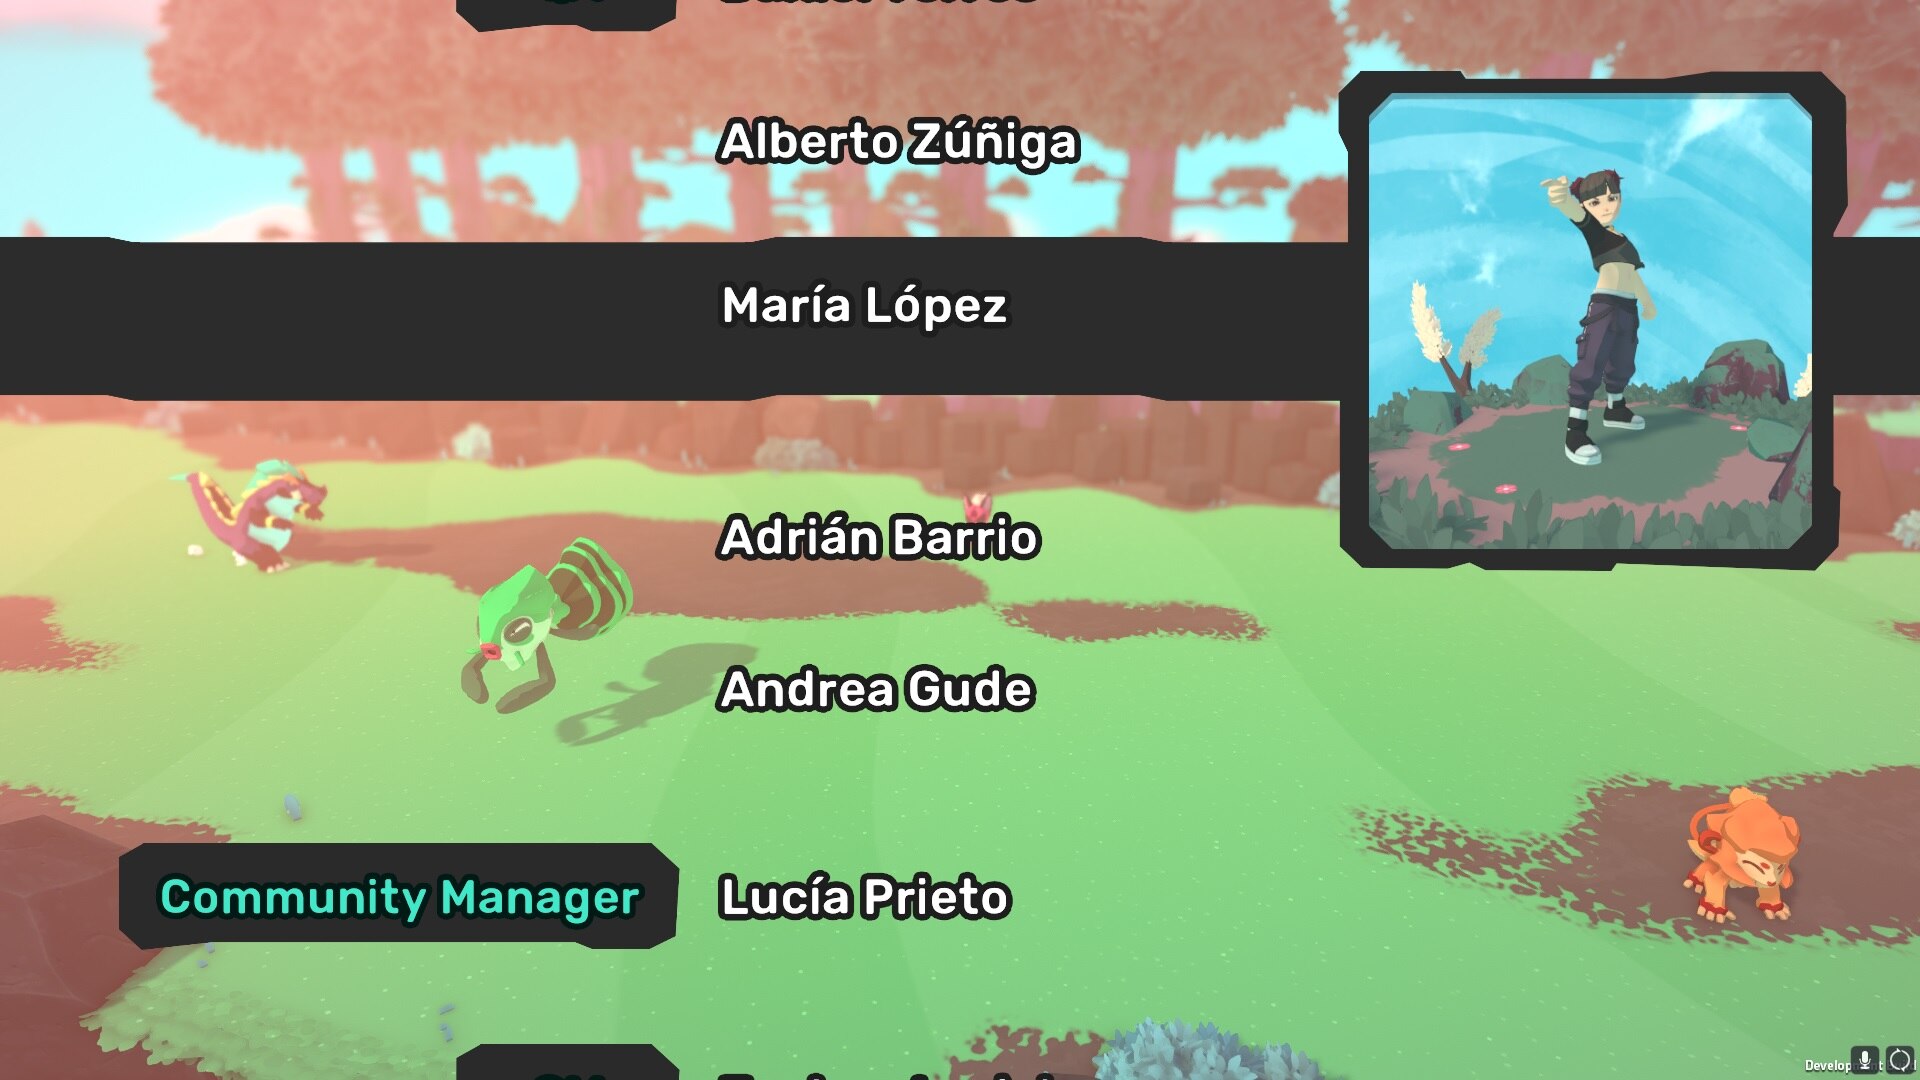 Alberto Zúñiga
María López
Adrián Barrio
Andrea Gude
Community Manager Lucía Prieto